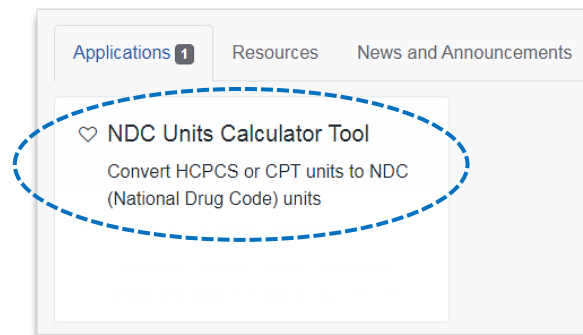 Applications 1 Resources News and Announcements
NDC Units Calculator Tool
Convert HCPCS or CPT units to NDC
(National Drug Code) units